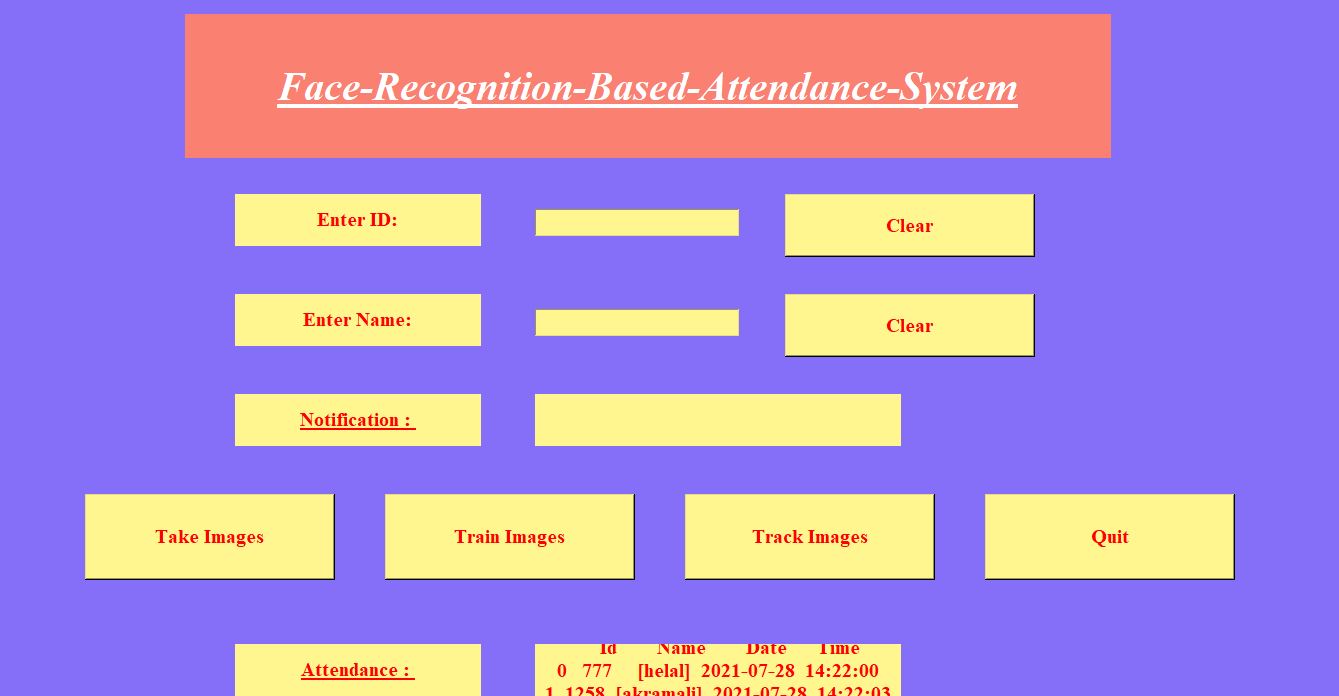 Face-Recognition-Based-Attendance-System
Enter ID:
Clear
Enter Name:
Clear
Notification :
Take Images
Train Images
Track Images
Quit
Attendance :
Id Name Date Time
0 777 [helal] 2021-07-28 14:22:00
1 1258 [akramali] 2021-07-28 14:22:03